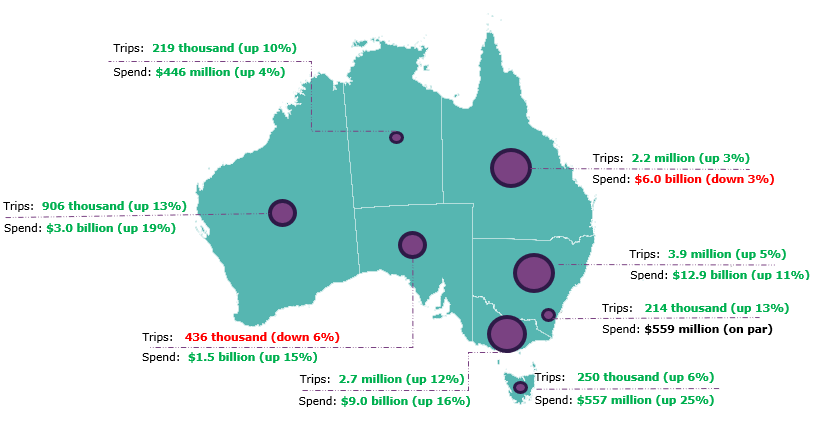 Trips: 219 thousand (up 10%)
Spend: $446 million (up 4%)
Trips: 2.2 million (up 3%)
Spend: $6.0 billion (down 3%)
Trips: 906 thousand (up 13%)
Spend: $3.0 billion (up 19%)
Trips: 3.9 million (up 5%)
Spend: $12.9 billion (up 11%)
Trips: 214 thousand (up 13%)
Spend: $559 million (on par)
Trips: 436 thousand (down 6%)
Spend: $1.5 billion (up 15%)
Trips: 2.7 million (up 12%)
Spend: $9.0 billion (up 16%)
Trips: 250 thousand (up 6%)
Spend: $557 million (up 25%)